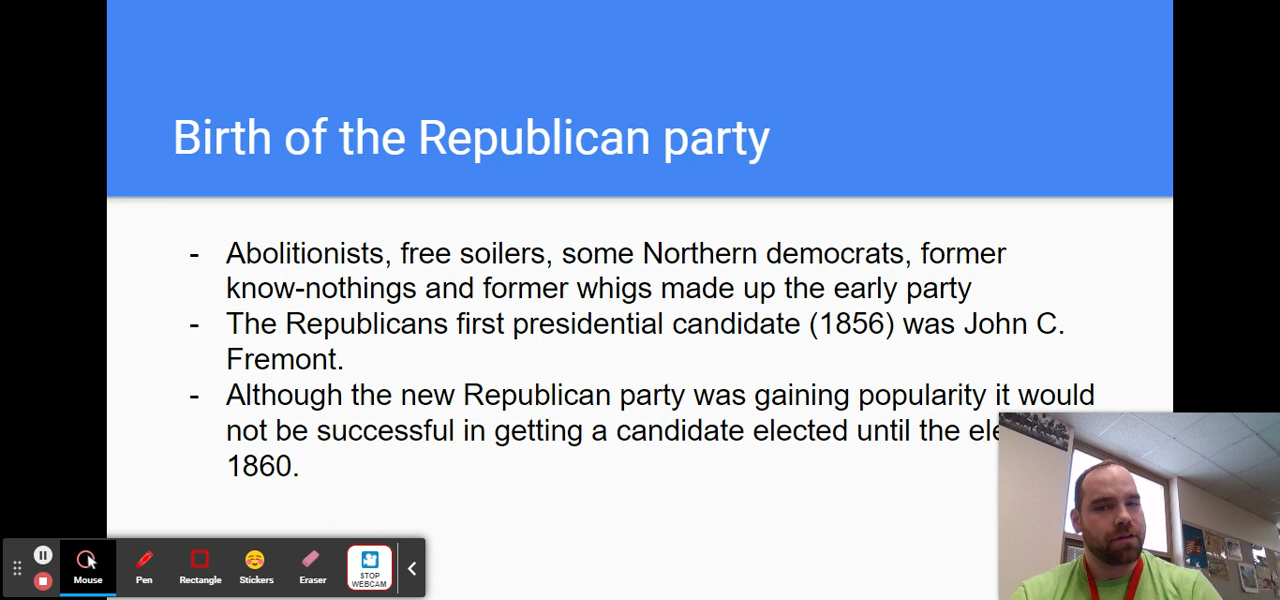 Birth of the Republican party
- Abolitionists, free soilers, some Northern democrats, former
know-nothings and former whigs made up the early party
- The Republicans first presidential candidate (1856) was John C.
Fremont.
- Although the new Republican party was gaining popularity it would
not be successful in getting a candidate elected until the
1860.
Mouse
Pen
Rectangle
Stickers
Eraser
STOP
WEBCAM